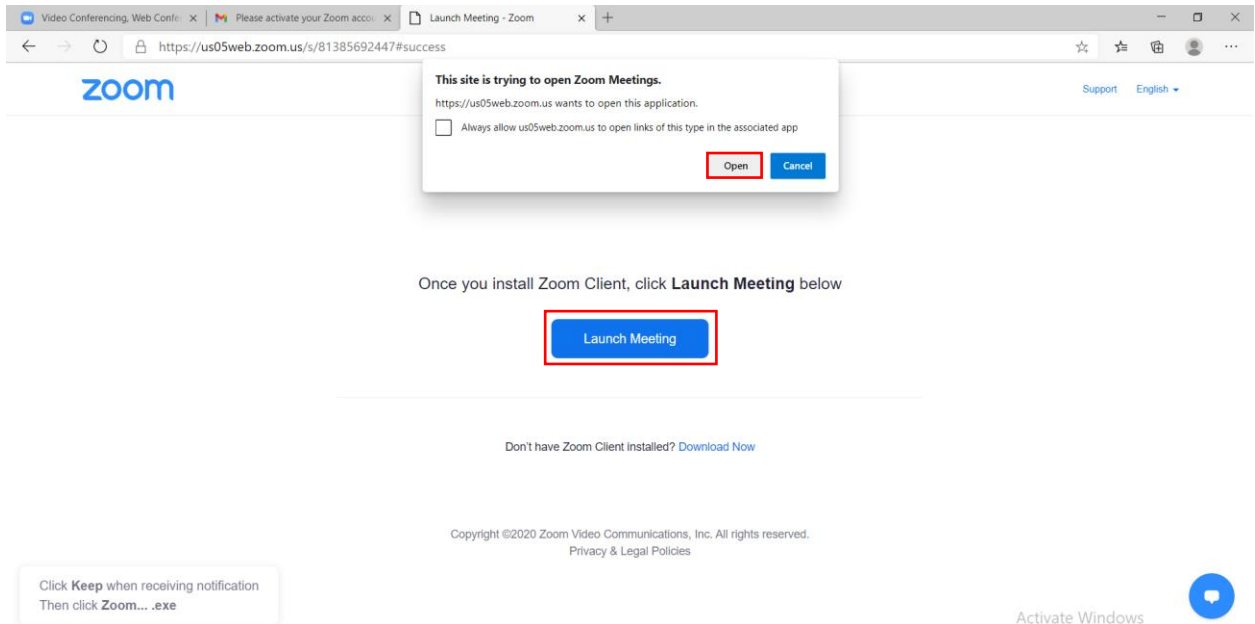 Video Conferencing, Web Confe
Please activate your Zoom accou
Launch Meeting - Zoom
https://us05web.zoom.us/s/81385692447#success
zoom
Support English
This site is trying to open Zoom Meetings.
https://us05web.zoom.us wants to open this application.
Always allow us05web.zoom.us to open links of this type in the associated app
Open Cancel
Once you install Zoom Client, click Launch Meeting below
Launch Meeting
Don't have Zoom Client installed? Download Now
Copyright ©2020 Zoom Video Communications, Inc. All rights reserved.
Privacy & Legal Policies
Click Keep when receiving notification
Then click Zoom... .exe
Activate Windows